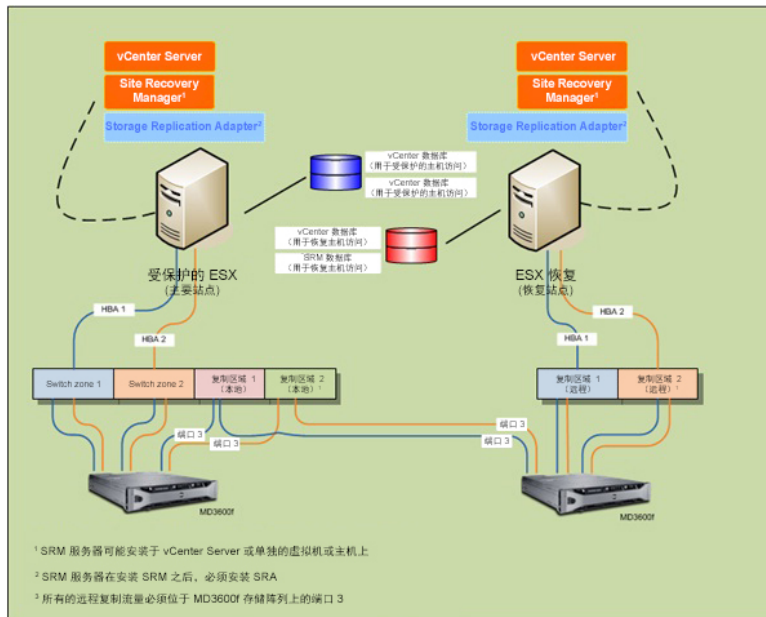 vCenter Server
Site Recovery
Manager¹
Storage Replication Adapter²
vCenter Server
Site Recovery
Manager¹
Storage Replication Adapter²
vCenter 数据库
(用于受保护的主机访问)
vCenter 数据库
(用于受保护的主机访问)
vCenter 数据库
(用于恢复主机访问)
SRM 数据库
(用于恢复主机访问)
受保护的 ESX
(主要站点)
ESX 恢复
(恢复站点)
HBA 1
HBA 2
HBA 1
HBA 2
Switch zone 1
Switch zone 2
复制区域 1
(本地)
复制区域 2
(本地)¹
复制区域 1
(远程)
复制区域 2
(远程)¹
端口 3
端口 3
端口 3
端口 3
MD3600f
MD3600f
¹ SRM 服务器可能安装于 vCenter Server 或单独的虚拟机或主机上
² SRM 服务器在安装 SRM 之后，必须安装 SRA
³ 所有的远程复制流量必须位于 MD3600f 存储阵列上的端口 3